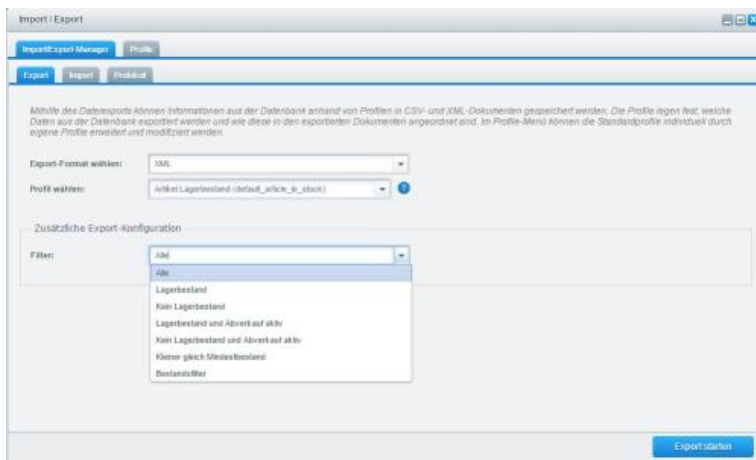 Import / Export
Import/Export-Manager Profile
Export Import Protokoll
Mithilfe des Datenexports können Informationen aus der Datenbank anhand von Profilen in CSV- und XML-Dokumenten gespeichert werden. Die Profile legen fest, welche
Daten aus der Datenbank exportiert werden und wie diese in den exportierten Dokumenten angeordnet sind. Im Profile-Menü können die Standardprofile individuell durch
eigene Profile erweitert und modifiziert werden.
Export-Format wählen: XML
Profil wählen: Artikel Lagerbestand (default_article_in_stock)
Zusätzliche Export-Konfiguration
Filter: Alle
Alle
Lagerbestand
Kein Lagerbestand
Lagerbestand und Abverkauf aktiv
Kein Lagerbestand und Abverkauf aktiv
Kleiner gleich Mindestbestand
Bestandsfilter
Export starten